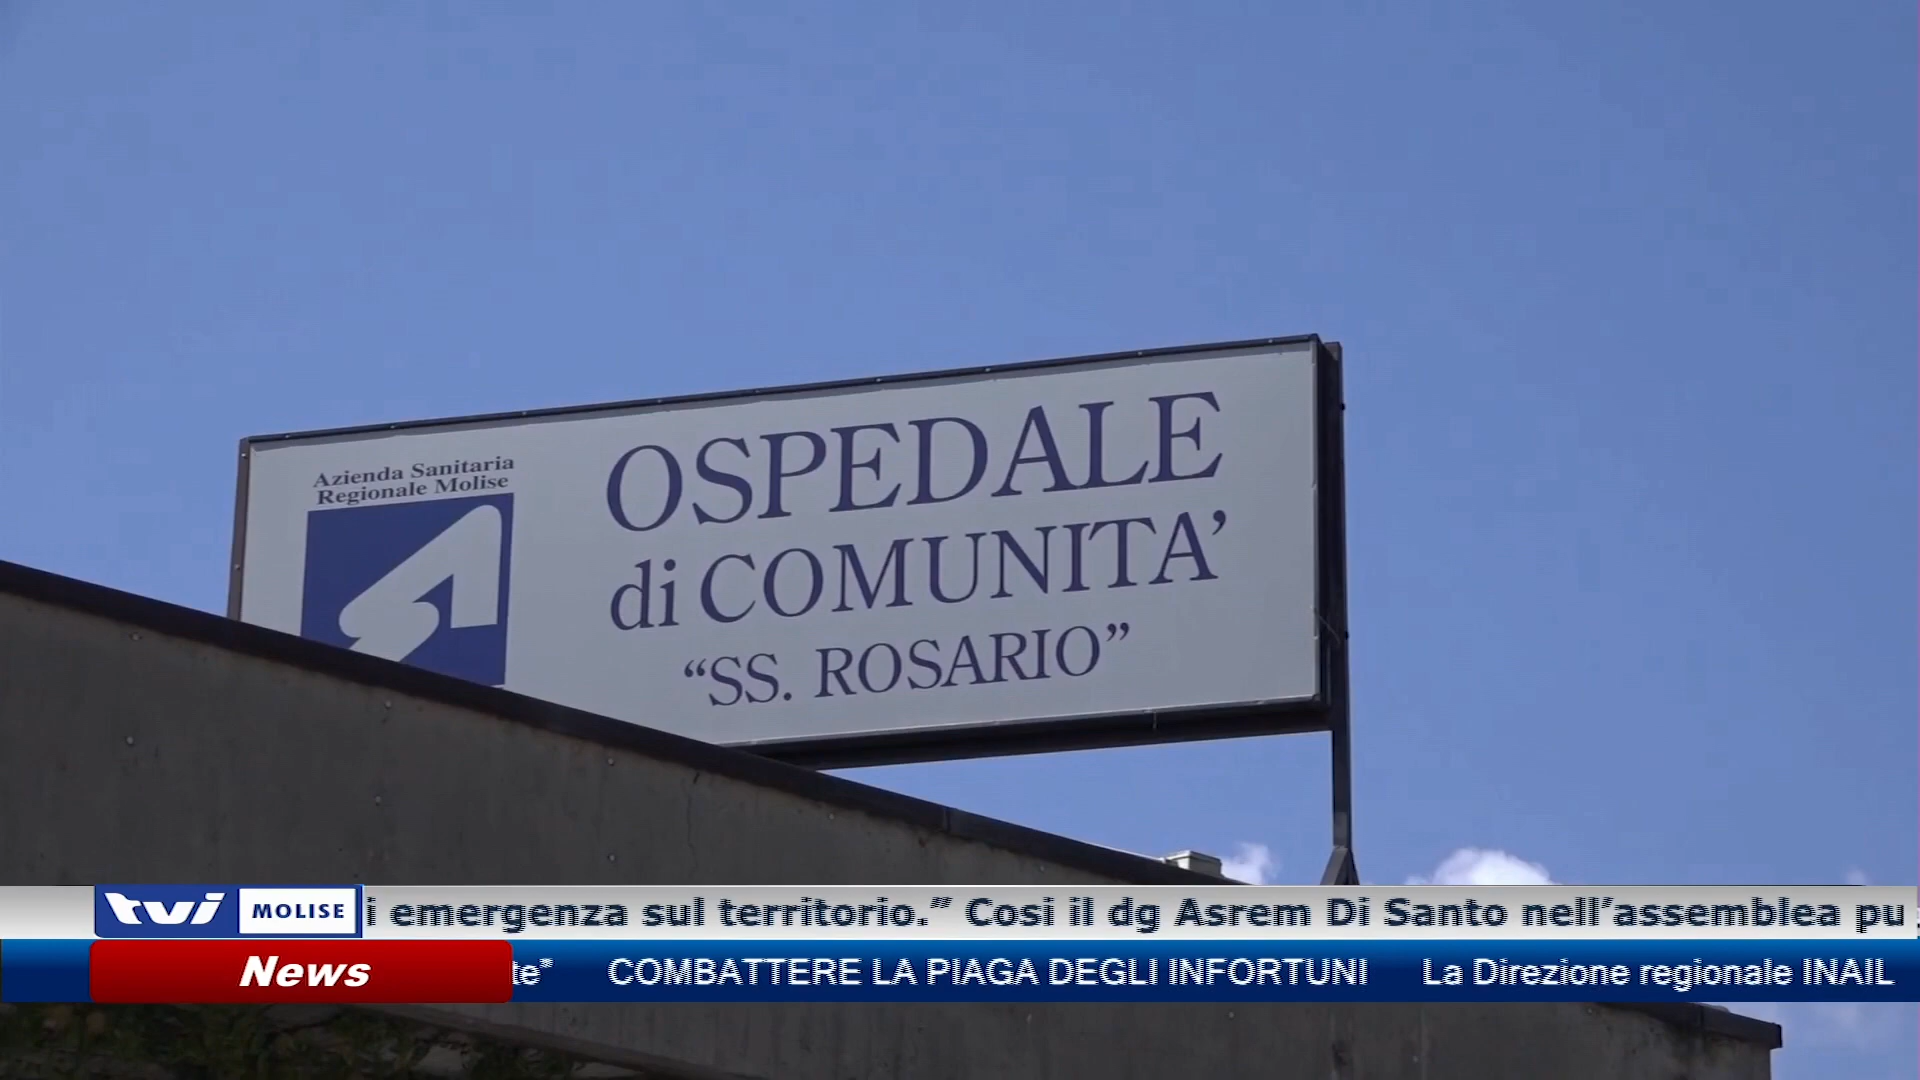 Azienda Sanitaria
Regionale Molise
OSPEDALE
di COMUNITA’
“SS. ROSARIO”
tvi MOLISE
i emergenza sul territorio.” Cosi il dg Asrem Di Santo nell’assemblea pu
News
te” COMBATTERE LA PIAGA DEGLI INFORTUNI La Direzione regionale INAIL